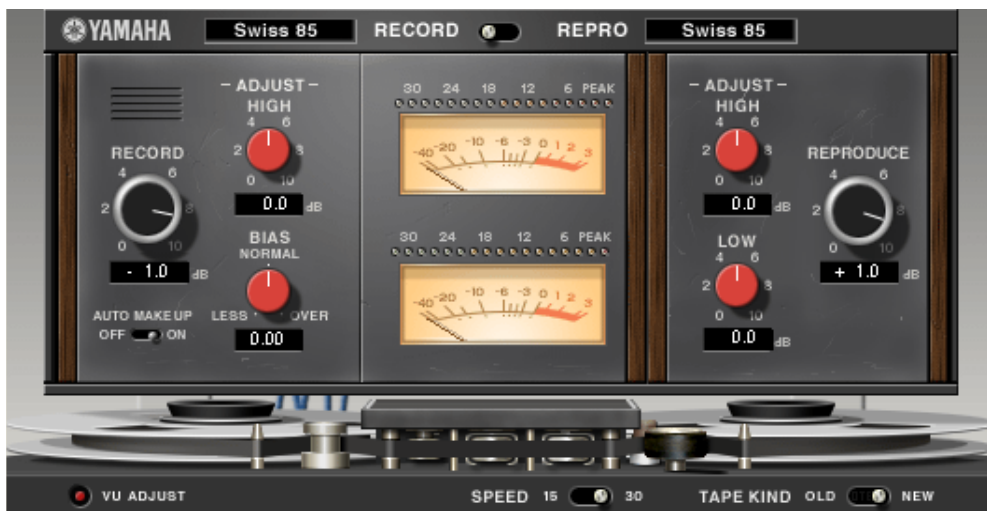 YAMAHA Swiss 85 RECORD REPRO Swiss 85
- ADJUST -
HIGH
4 6
2 8
0 10
0.0 dB
RECORD
4 6
2 8
0 10
- 1.0 dB
BIAS
NORMAL
LESS OVER
0.00
AUTO MAKE UP
OFF ON
30 24 18 12 6 PEAK
-40 -20 -10 -6 -3 0 1 2 3
30 24 18 12 6 PEAK
-40 -20 -10 -6 -3 0 1 2 3
- ADJUST -
HIGH
4 6
2 8
0 10
0.0 dB
LOW
4 6
2 8
0 10
0.0 dB
REPRODUCE
4 6
2 8
0 10
+ 1.0 dB
VU ADJUST SPEED 15 30 TAPE KIND OLD NEW